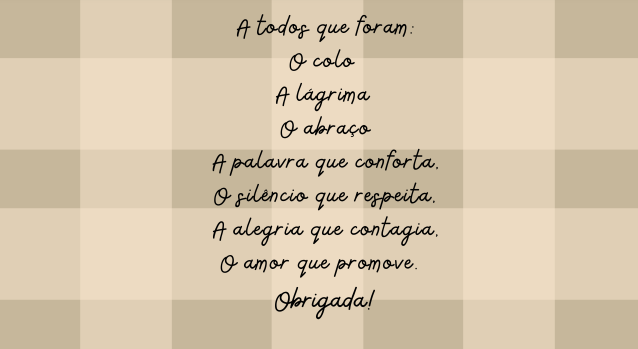 A todos que foram:
O colo
A lágrima
O abraço
A palavra que conforta,
O silêncio que respeita,
A alegria que contagia,
O amor que promove.
Obrigada!